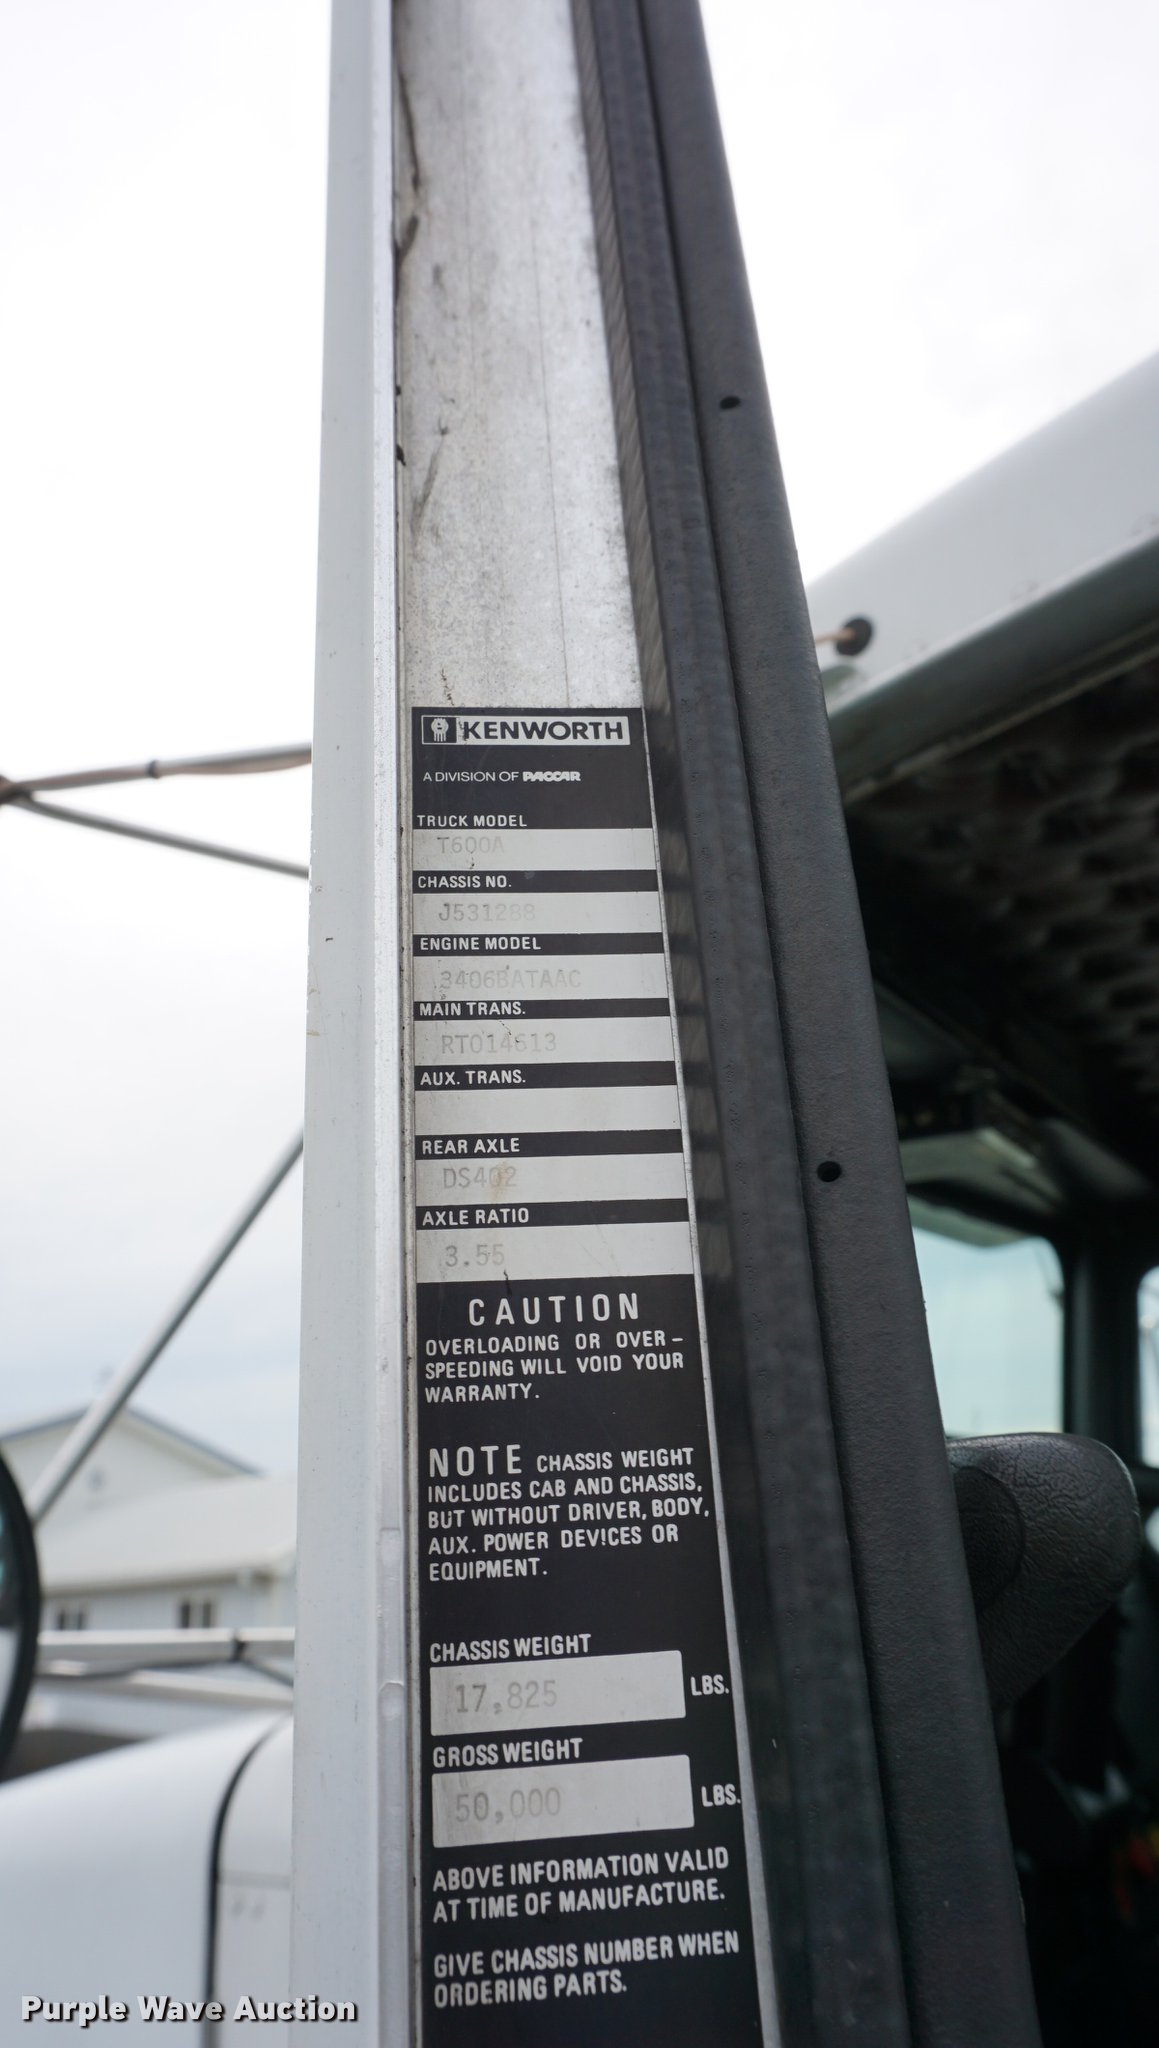 KENWORTH
A DIVISION OF PACCAR
TRUCK MODEL
T600A
CHASSIS NO.
J531288
ENGINE MODEL
3406BATAAC
MAIN TRANS.
RTO14613
AUX. TRANS.
REAR AXLE
DS402
AXLE RATIO
3.55
CAUTION
OVERLOADING OR OVER-
SPEEDING WILL VOID YOUR
WARRANTY.
NOTE CHASSIS WEIGHT
INCLUDES CAB AND CHASSIS,
BUT WITHOUT DRIVER, BODY,
AUX. POWER DEVICES OR
EQUIPMENT.
CHASSIS WEIGHT
17,825 LBS.
GROSS WEIGHT
50,000 LBS.
ABOVE INFORMATION VALID
AT TIME OF MANUFACTURE.
GIVE CHASSIS NUMBER WHEN
ORDERING PARTS.
Purple Wave Auction